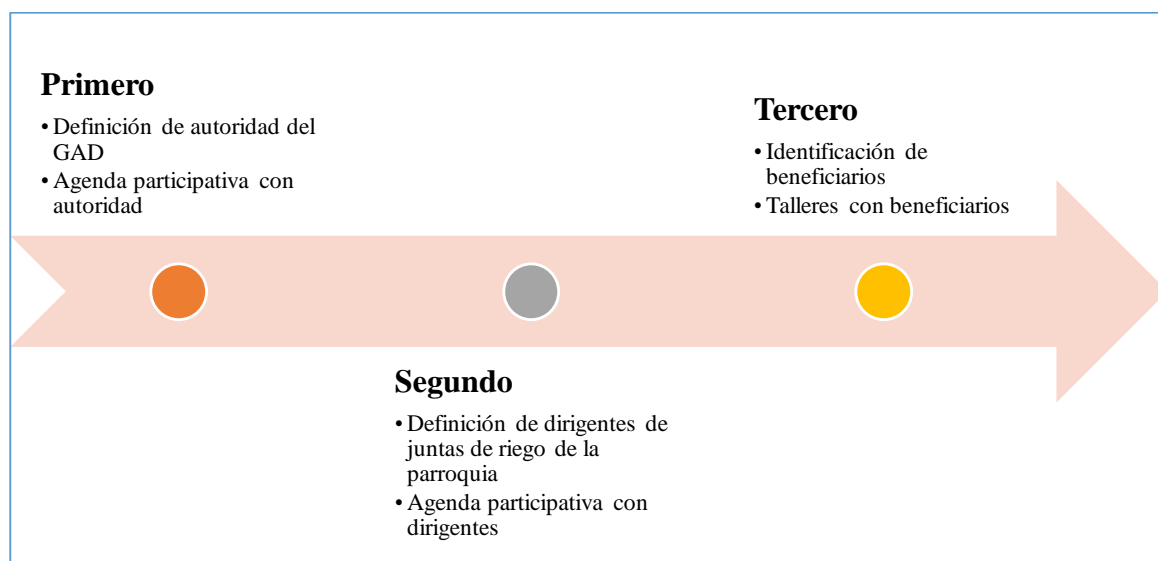 Primero
• Definición de autoridad del
GAD
• Agenda participativa con
autoridad
Segundo
• Definición de dirigentes de
juntas de riego de la
parroquia
• Agenda participativa con
dirigentes
Tercero
• Identificación de
beneficiarios
• Talleres con beneficiarios